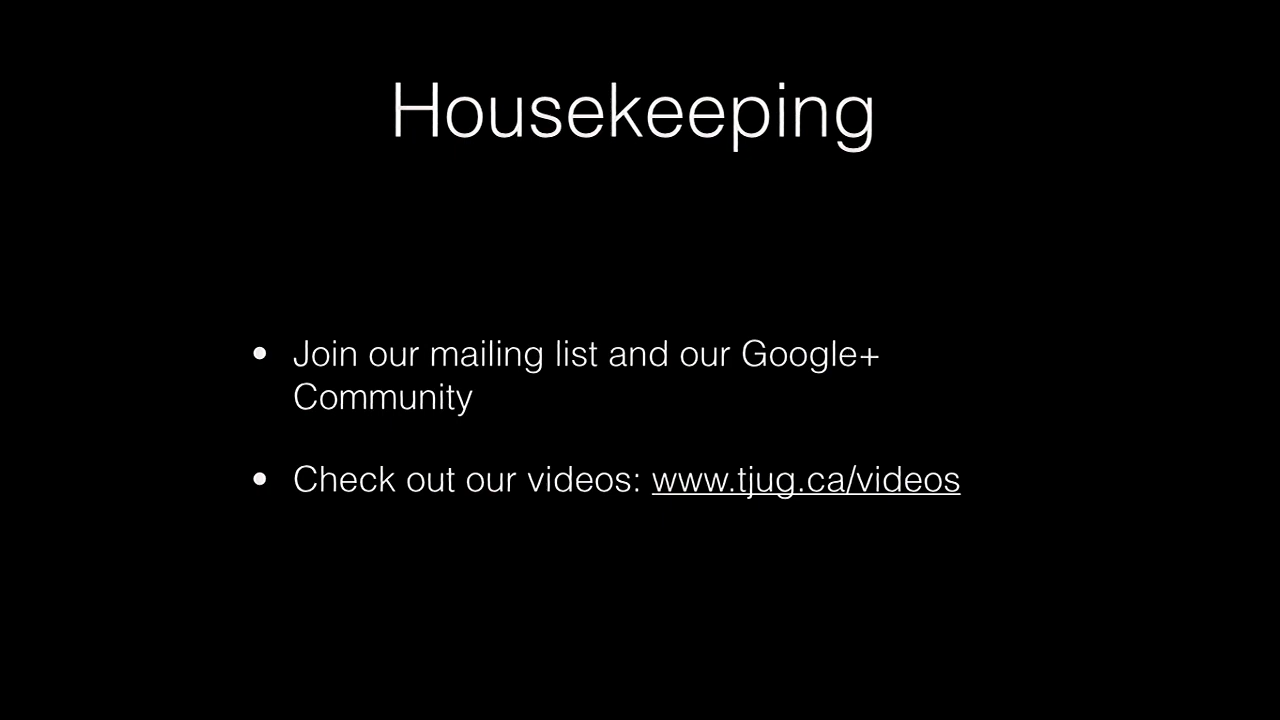 Housekeeping
• Join our mailing list and our Google+
Community
• Check out our videos: www.tjug.ca/videos